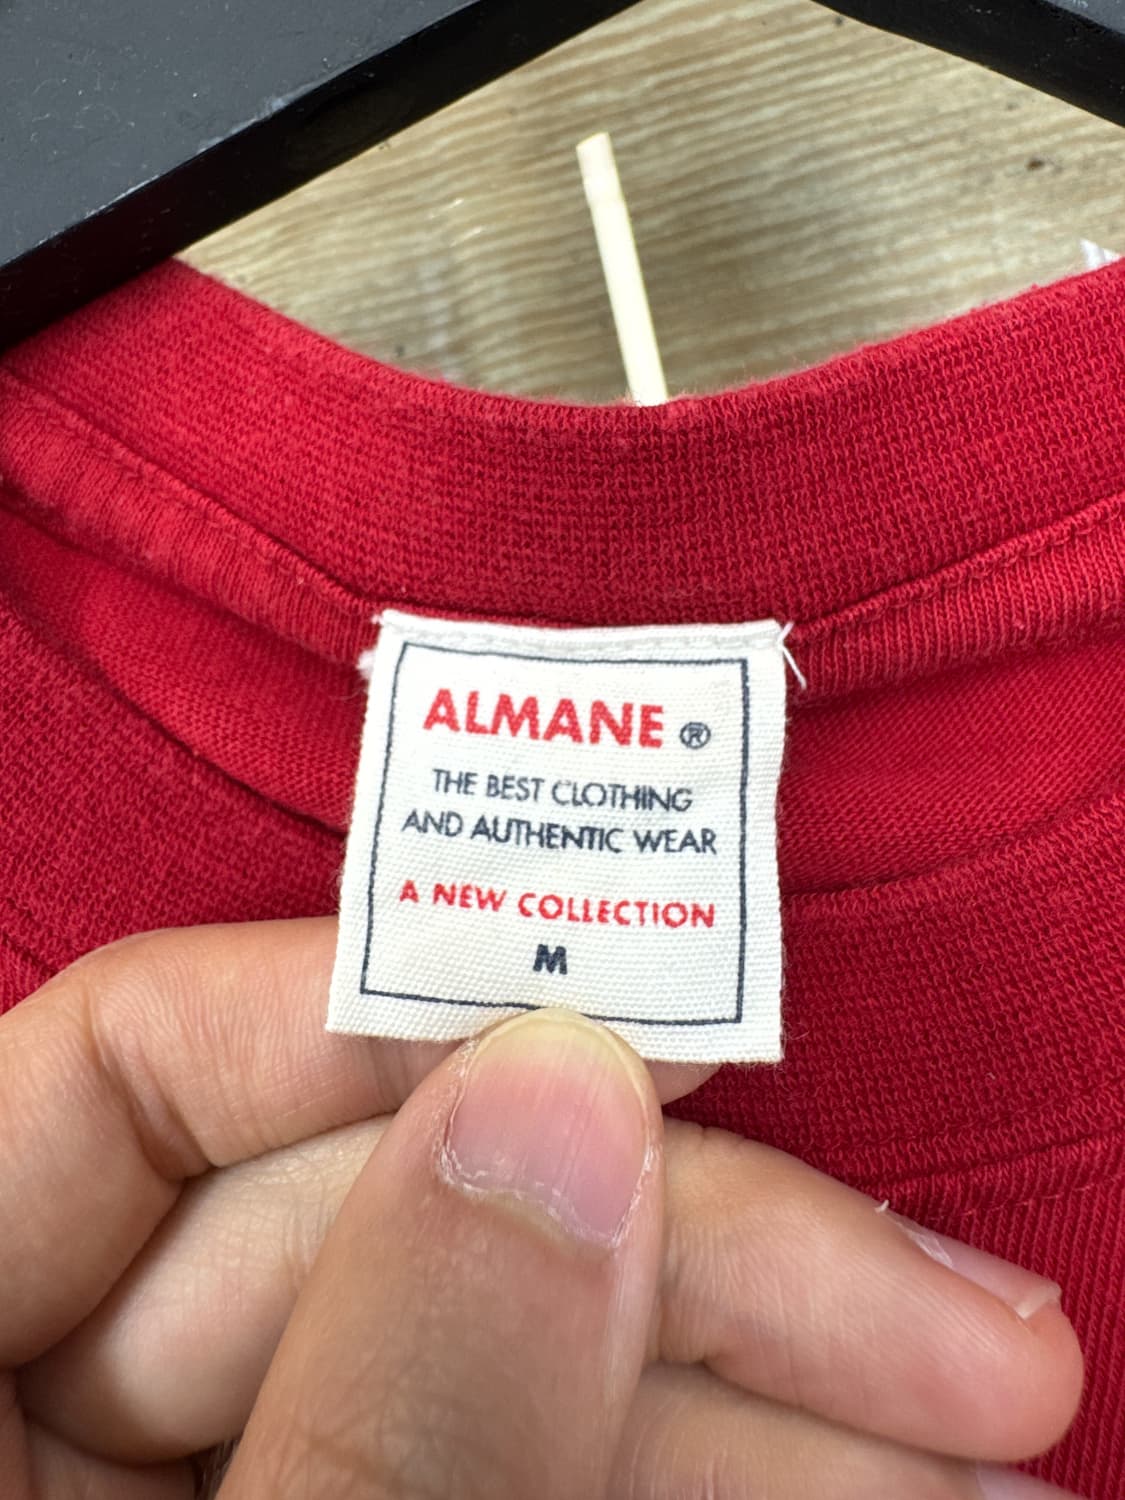 ALMANE ®
THE BEST CLOTHING
AND AUTHENTIC WEAR
A NEW COLLECTION
M